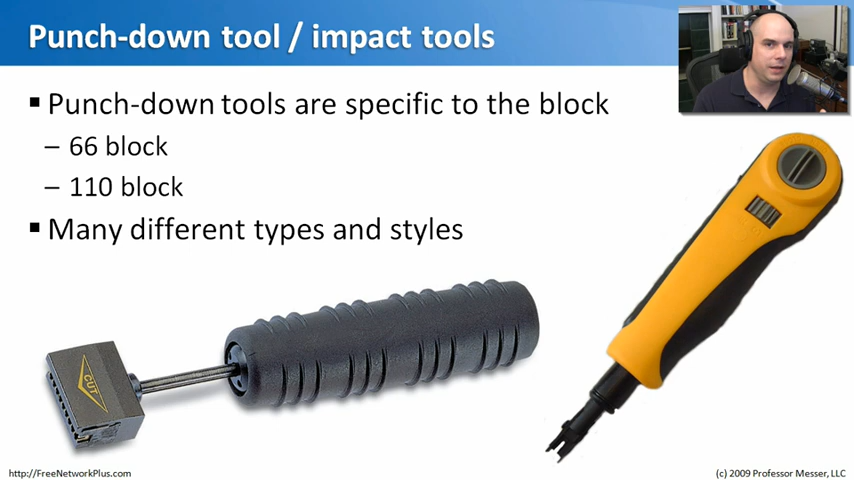 Punch-down tool / impact tools
▪ Punch-down tools are specific to the block
– 66 block
– 110 block
▪ Many different types and styles
CUT
http://FreeNetworkPlus.com
(c) 2009 Professor Messer, LLC